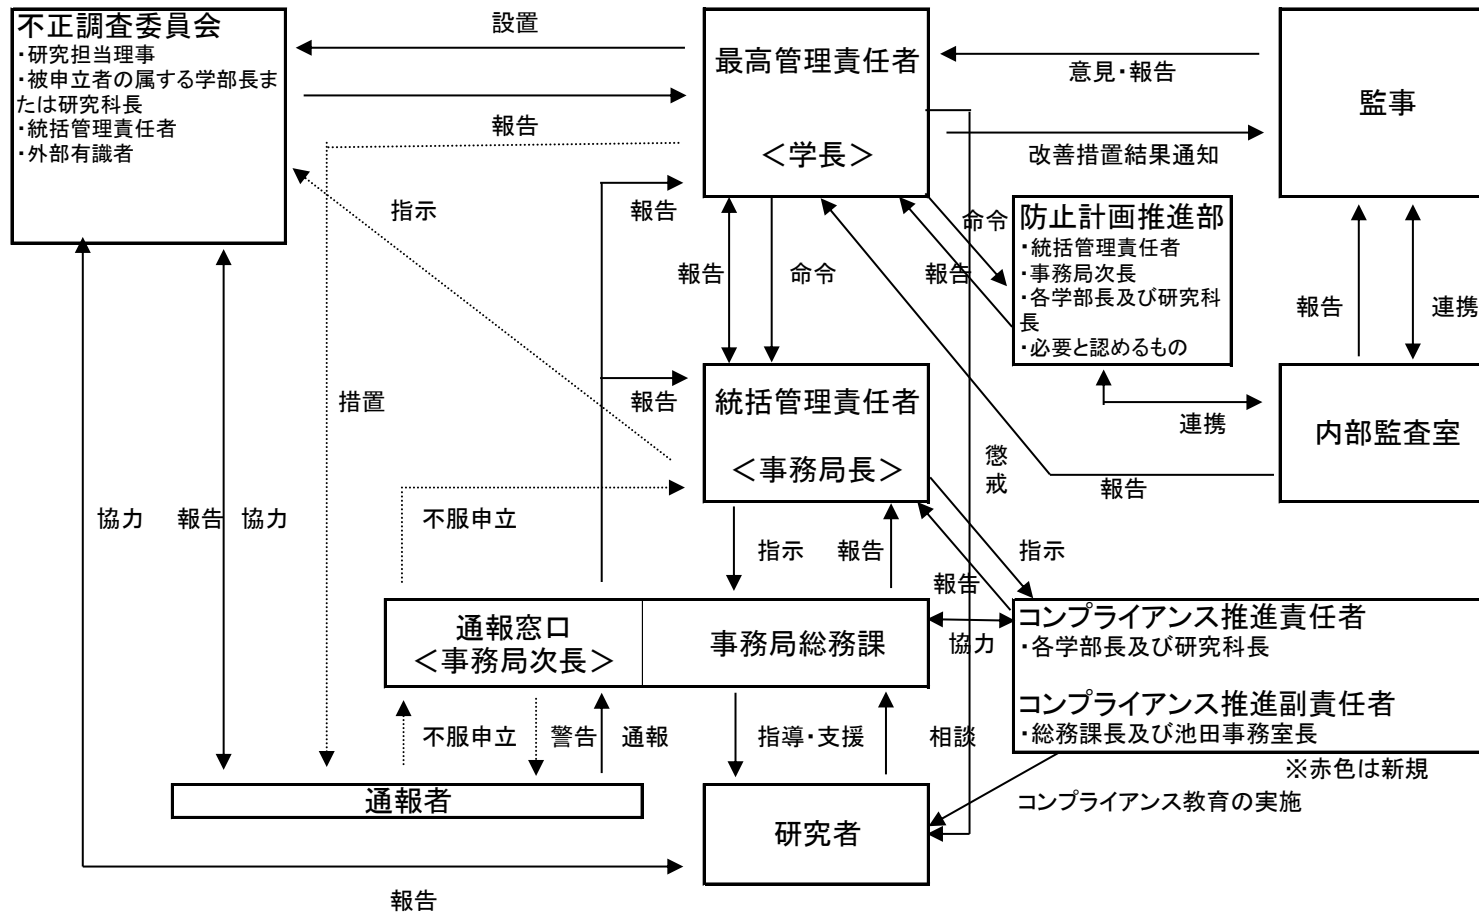 不正調査委員会
・研究担当理事
・被申立者の属する学部長ま
たは研究科長
・統括管理責任者
・外部有識者
設置
報告
最高管理責任者
＜学長＞
意見・報告
改善措置結果通知
監事
指示
報告
命令
報告
防止計画推進部
・統括管理責任者
・事務局次長
・各学部長及び研究科
長
・必要と認めるもの
報告
命令
報告
連携
措置
報告
統括管理責任者
＜事務局長＞
連携
内部監査室
懲
戒
報告
協力
報告
協力
不服申立
指示
報告
指示
報告
通報窓口
＜事務局次長＞
事務局総務課
協力
コンプライアンス推進責任者
・各学部長及び研究科長
コンプライアンス推進副責任者
・総務課長及び池田事務室長
不服申立
警告
通報
指導・支援
相談
※赤色は新規
通報者
研究者
コンプライアンス教育の実施
報告